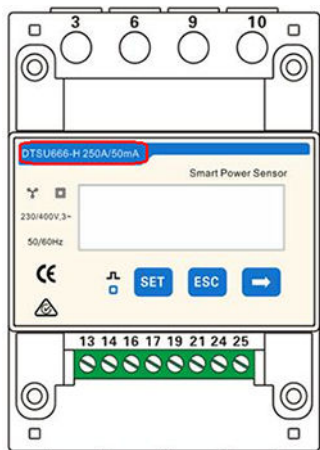 3 6 9 10
DTSU666-H 250A/50mA
Smart Power Sensor
230/400V,3~
50/60Hz
CE
SET ESC
13 14 16 17 19 21 24 25